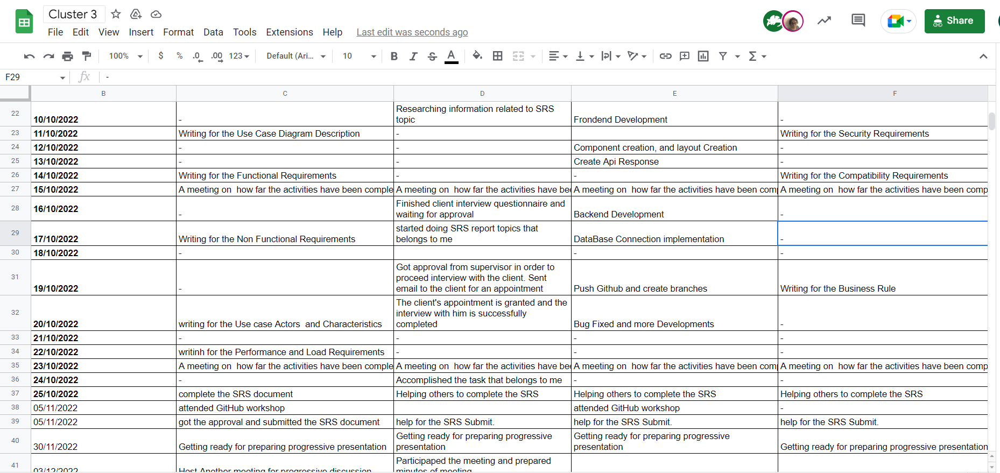 Cluster 3
File Edit View Insert Format Data Tools Extensions Help Last edit was seconds ago
Share
100% $ % .0 .00 123 Default (Ari... 10 B I S A
F29 fx -
B C D E F
22 10/10/2022 - Researching information related to SRS
topic Frondend Development -
23 11/10/2022 Writing for the Use Case Diagram Description - Writing for the Security Requirements
24 12/10/2022 - - Component creation, and layout Creation -
25 13/10/2022 - - Create Api Response -
26 14/10/2022 Writing for the Functional Requirements - - Writing for the Compatibility Requirements
27 15/10/2022 A meeting on how far the activities have been comple A meeting on how far the activities have bee A meeting on how far the activities have been com A meeting on how far the activities have been comp
28 16/10/2022 - Finished client interview questionnaire and
waiting for approval Backend Development -
29 17/10/2022 Writing for the Non Functional Requirements started doing SRS report topics that
belongs to me DataBase Connection implementation -
30 18/10/2022 - - -
31 19/10/2022 - Got approval from supervisor in order to
proceed interview with the client. Sent
email to the client for an appointment Push Github and create branches Writing for the Business Rule
32 20/10/2022 writing for the Use case Actors and Characteristics The client's appointment is granted and the
interview with him is successfully
completed Bug Fixed and more Developments -
33 21/10/2022 - - - -
34 22/10/2022 writinh for the Performance and Load Requirements - - -
35 23/10/2022 A meeting on how far the activities have been comple A meeting on how far the activities have bee A meeting on how far the activities have been com A meeting on how far the activities have been comp
36 24/10/2022 - Accomplished the task that belongs to me - -
37 25/10/2022 complete the SRS document Helping others to complete the SRS Helping others to complete the SRS Helping others to complete the SRS
38 05/11/2022 attended GitHub workshop attended GitHub workshop -
39 05/11/2022 got the approval and submitted the SRS document help for the SRS Submit. help for the SRS Submit. help for the SRS Submit.
40 30/11/2022 Getting ready for preparing progressive presentation Getting ready for preparing progressive
presentation Getting ready for preparing progressive
presentation Getting ready for preparing progressive presentation
41 03/12/2022 Host Another meeting for progressive discussion Participaped the meeting and prepared
minutes of meeting